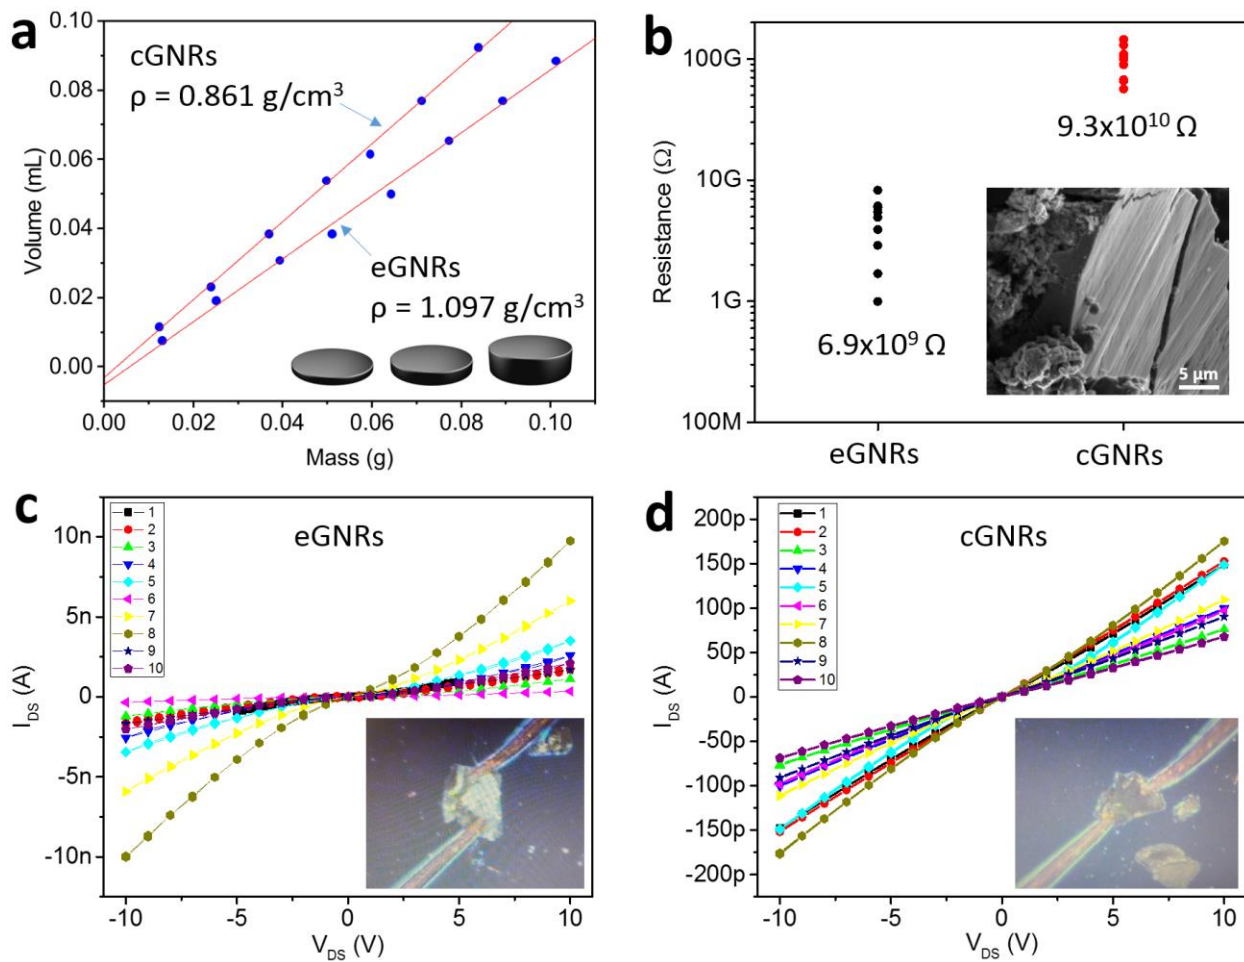 a
cGNRs
ρ = 0.861 g/cm³
eGNRs
ρ = 1.097 g/cm³
Volume (mL)
0.10
0.08
0.06
0.04
0.02
0.00
0.00 0.02 0.04 0.06 0.08 0.10
Mass (g)
b
Resistance (Ω)
100G
10G
1G
100M
9.3x10¹⁰ Ω
6.9x10⁹ Ω
5 µm
eGNRs cGNRs
c
eGNRs
1
2
3
4
5
6
7
8
9
10
I_DS (A)
10n
5n
0
-5n
-10n
-10 -5 0 5 10
V_DS (V)
d
cGNRs
1
2
3
4
5
6
7
8
9
10
I_DS (A)
200p
150p
100p
50p
0
-50p
-100p
-150p
-200p
-10 -5 0 5 10
V_DS (V)